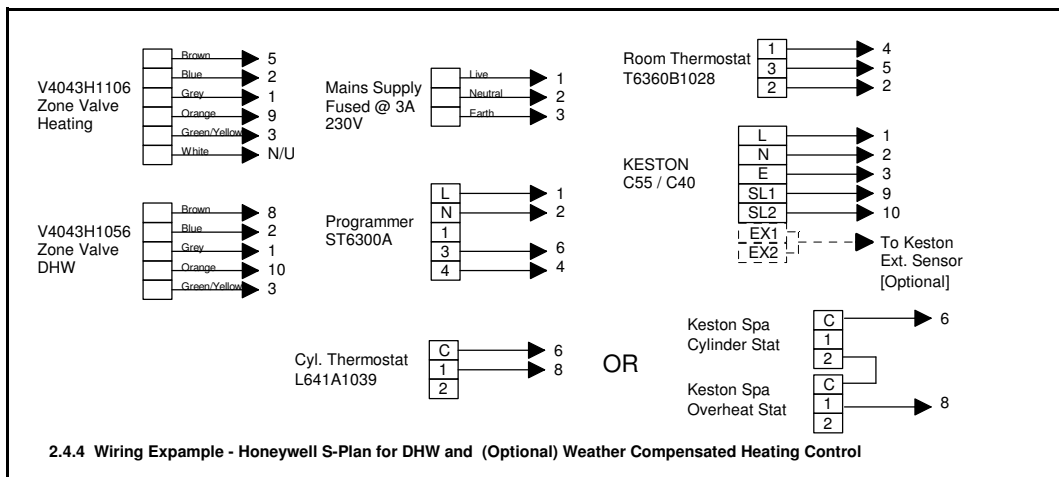 V4043H1106
Zone Valve
Heating
Brown 5
Blue 2
Grey 1
Orange 9
Green/Yellow 3
White N/U
Mains Supply
Fused @ 3A
230V
Live 1
Neutral 2
Earth 3
Room Thermostat
T6360B1028
1 4
3 5
2 2
V4043H1056
Zone Valve
DHW
Brown 8
Blue 2
Grey 1
Orange 10
Green/Yellow 3
Programmer
ST6300A
L 1
N 2
1
3 6
4 4
KESTON
C55 / C40
L 1
N 2
E 3
SL1 9
SL2 10
EX1
EX2
To Keston
Ext. Sensor
[Optional]
Cyl. Thermostat
L641A1039
C 6
1 8
2
OR
Keston Spa
Cylinder Stat
C 6
1
2
Keston Spa
Overheat Stat
C
1 8
2
2.4.4 Wiring Expample - Honeywell S-Plan for DHW and (Optional) Weather Compensated Heating Control